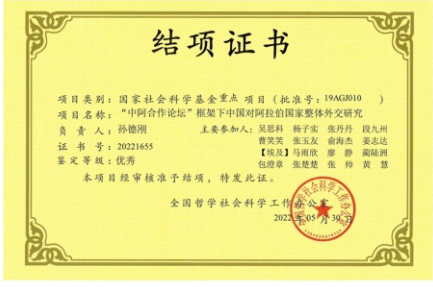 结项证书
项目类别：国家社会科学基金重点 项目（批准号：19AGJ010）
项目名称：“中阿合作论坛”框架下中国对阿拉伯国家整体外交研究
负责人：孙德刚 主要参加人：吴思科 杨子实 张丹丹 段九州
证书号：20221655 曹笑笑 张玉友 俞海杰 姜志达
鉴定等级：优秀 【埃及】马雨欣 廖静 蔺陆洲
包澄章 张楚楚 张帅 黄慧
本项目经审核准予结项，特发此证。
全国哲学社会科学工作办公室
2022年05月30日